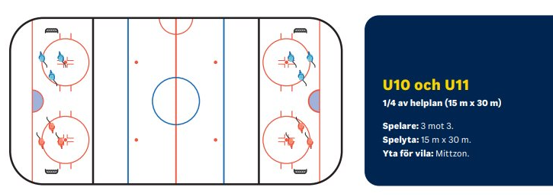 U10 och U11
1/4 av helplan (15 m x 30 m)
Spelare: 3 mot 3.
Spelyta: 15 m x 30 m.
Yta för vila: Mittzon.